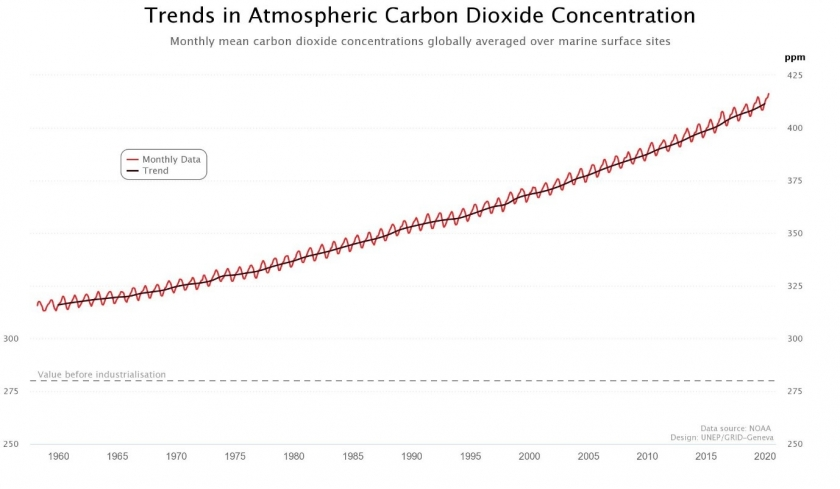 Trends in Atmospheric Carbon Dioxide Concentration
Monthly mean carbon dioxide concentrations globally averaged over marine surface sites
ppm
425
400
Monthly Data
Trend
375
350
325
300 300
Value before industrialisation
275 275
Data source: NOAA
Design: UNEP/GRID-Geneva
250 250
1960 1965 1970 1975 1980 1985 1990 1995 2000 2005 2010 2015 2020